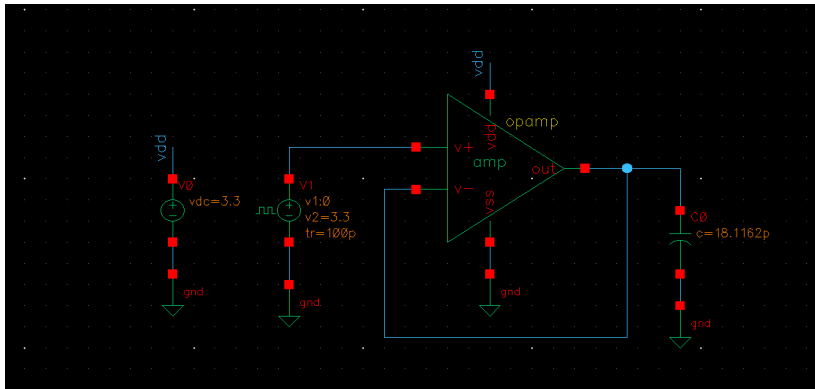 vdd
V0
vdc=3.3
gnd
V1
v1:0
v2=3.3
tr=100p
gnd
vdd
opamp
vdd
v+
amp
out
v-
vss
gnd
C0
c=18.1162p
gnd